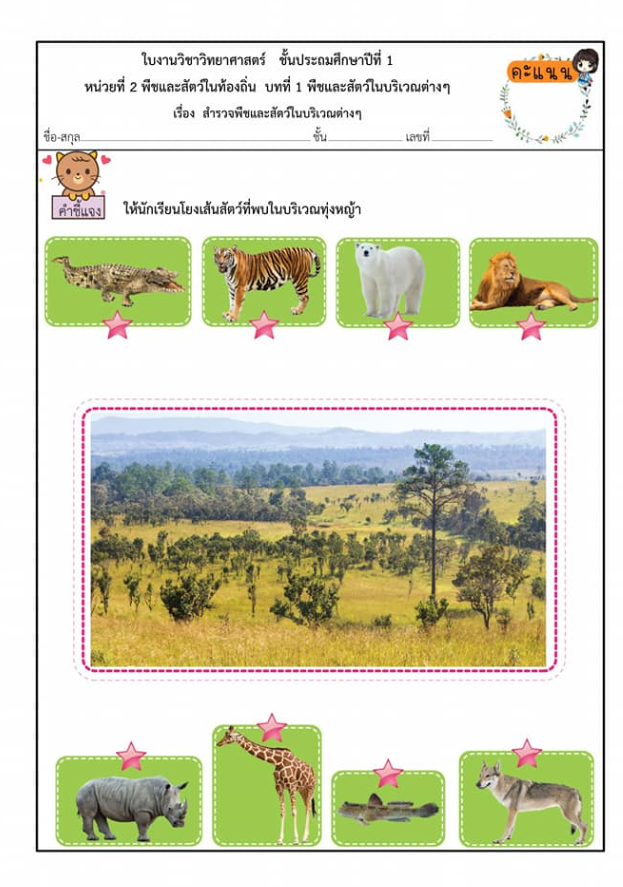 ใบงานวิชาวิทยาศาสตร์ ชั้นประถมศึกษาปีที่ 1
คะแนน
หน่วยที่ 2 พืชและสัตว์ในท้องถิ่น บทที่ 1 พืชและสัตว์ในบริเวณต่างๆ
เรื่อง สำรวจพืชและสัตว์ในบริเวณต่างๆ
ชื่อ-สกุล ชั้น เลขที่
คำชี้แจง
ให้นักเรียนโยงเส้นสัตว์ที่พบในบริเวณทุ่งหญ้า